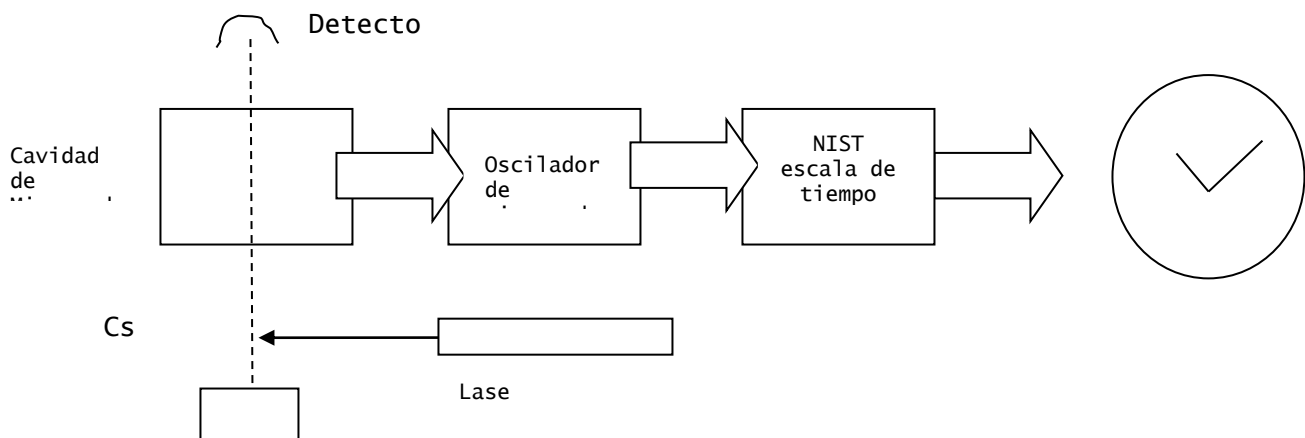 Detecto
Cavidad
de
Oscilador
de
NIST
escala de
tiempo
Cs
Lase